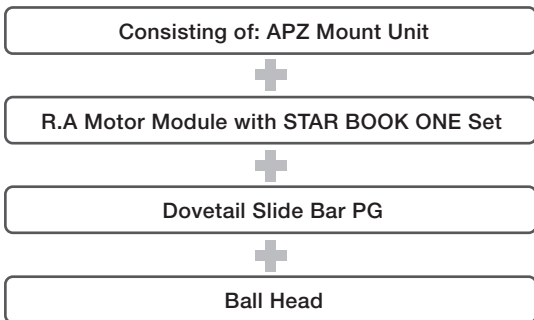 Consisting of: APZ Mount Unit
R.A Motor Module with STAR BOOK ONE Set
Dovetail Slide Bar PG
Ball Head